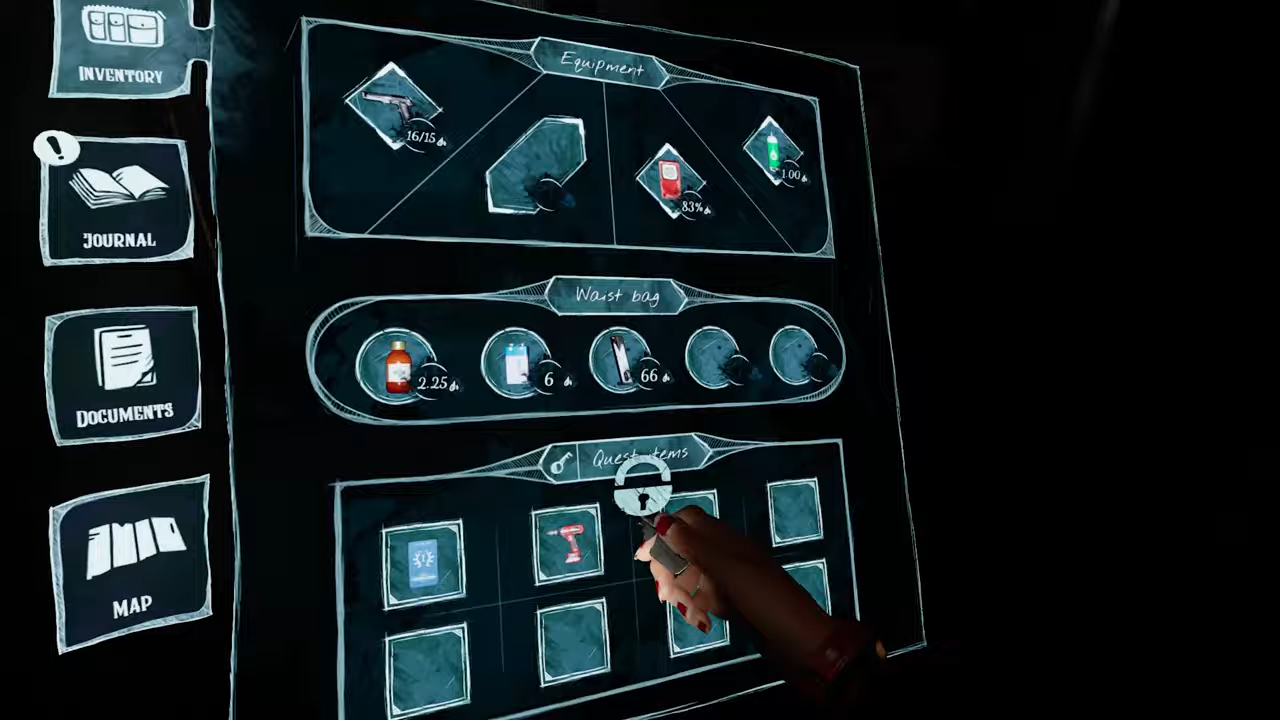 INVENTORY
Equipment
16/15
JOURNAL
83%
1.00
Waist bag
DOCUMENTS
2.25
6
66
Quest items
MAP